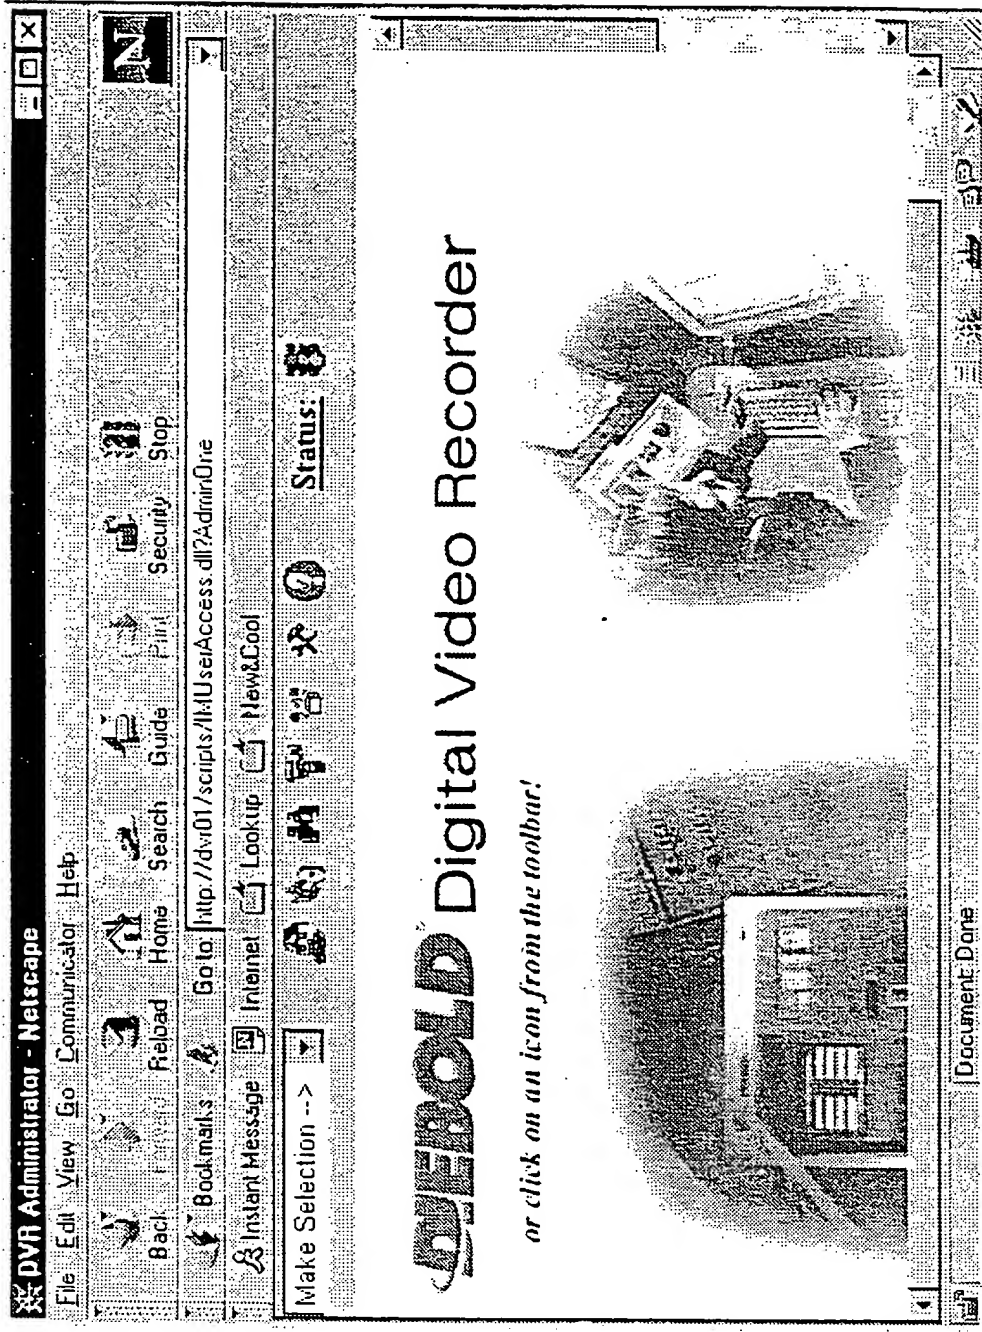 DVR Administrator - Netscape
File Edit View Go Communicator Help
Back Forward Reload Home Search Guide Print Security Stop
N
Bookmarks Go to: http://dvr01/scripts/IMUserAccess.dll?AdminOne
Instant Message Internet Lookup New&Cool
Make Selection --> Status:
DIEBOLD Digital Video Recorder
or click on an icon from the toolbar!
Document: Done